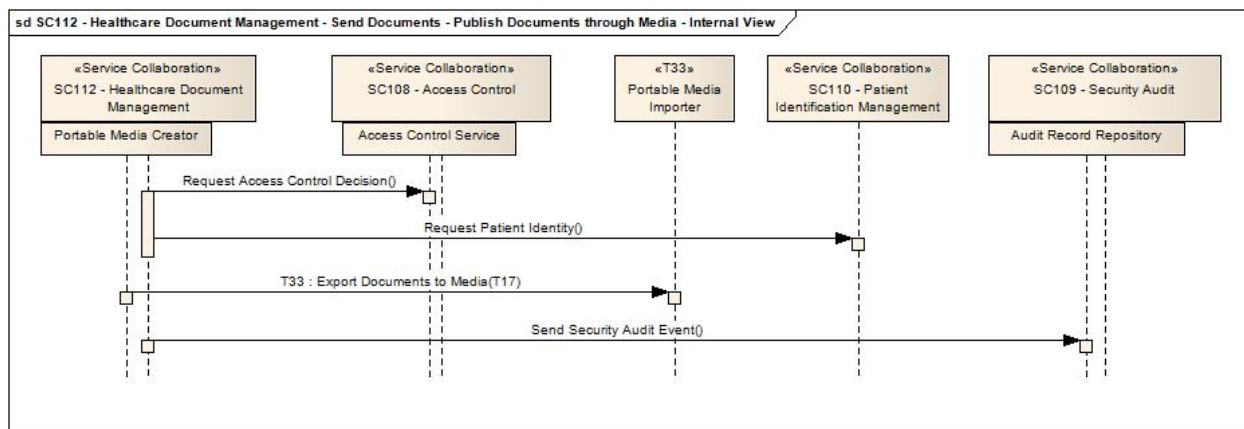 sd SC112 - Healthcare Document Management - Send Documents - Publish Documents through Media - Internal View
«Service Collaboration»
SC112 - Healthcare Document
Management
Portable Media Creator
«Service Collaboration»
SC108 - Access Control
Access Control Service
«T33»
Portable Media
Importer
«Service Collaboration»
SC110 - Patient
Identification Management
«Service Collaboration»
SC109 - Security Audit
Audit Record Repository
Request Access Control Decision()
Request Patient Identity()
T33 : Export Documents to Media(T17)
Send Security Audit Event()